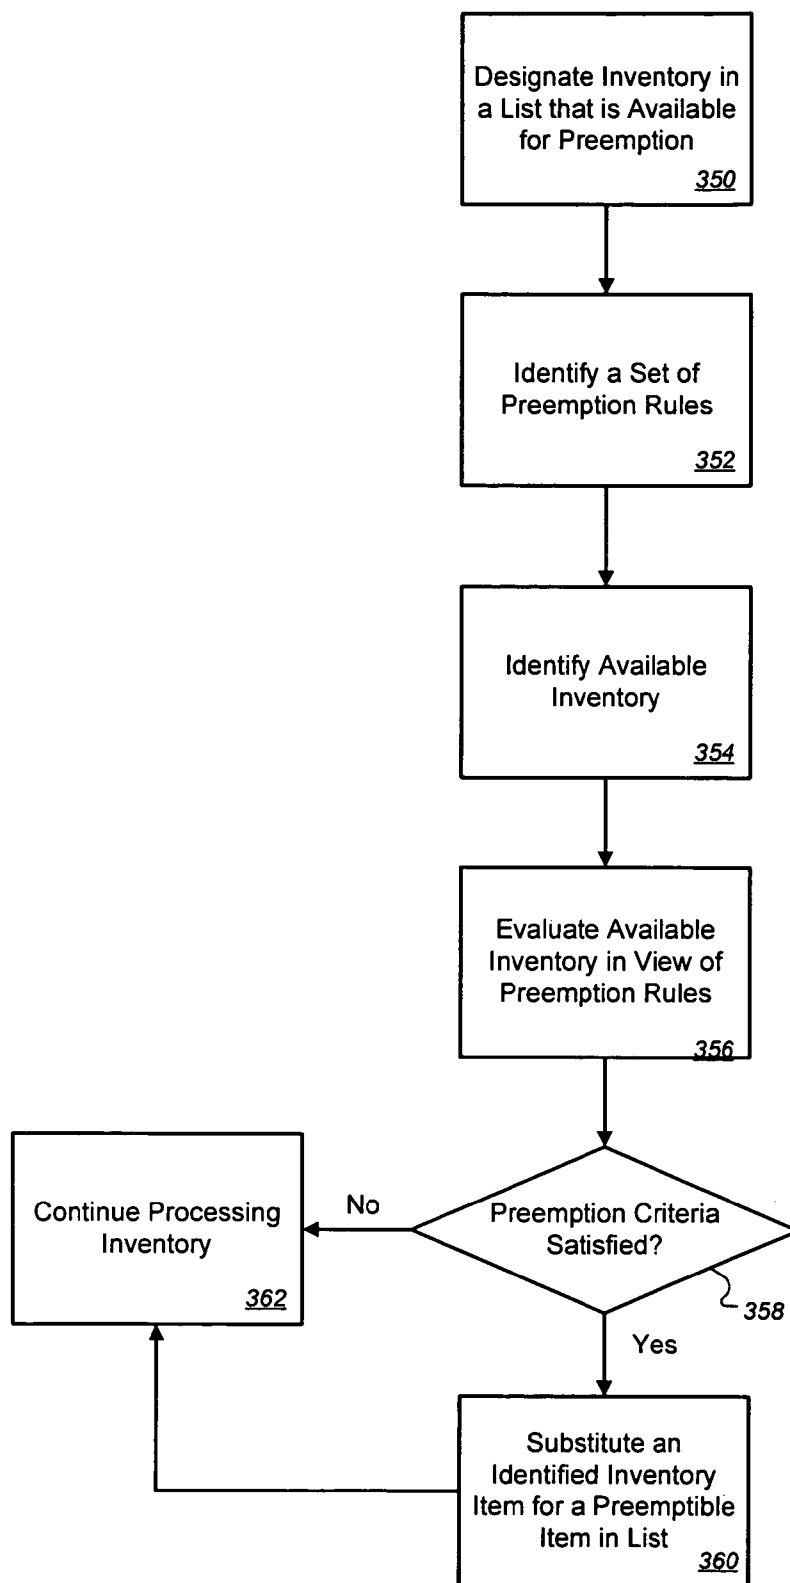 Designate Inventory in
a List that is Available
for Preemption
350
Identify a Set of
Preemption Rules
352
Identify Available
Inventory
354
Evaluate Available
Inventory in View of
Preemption Rules
356
Preemption Criteria
Satisfied?
358
No
Continue Processing
Inventory
362
Yes
Substitute an
Identified Inventory
Item for a Preemptible
Item in List
360